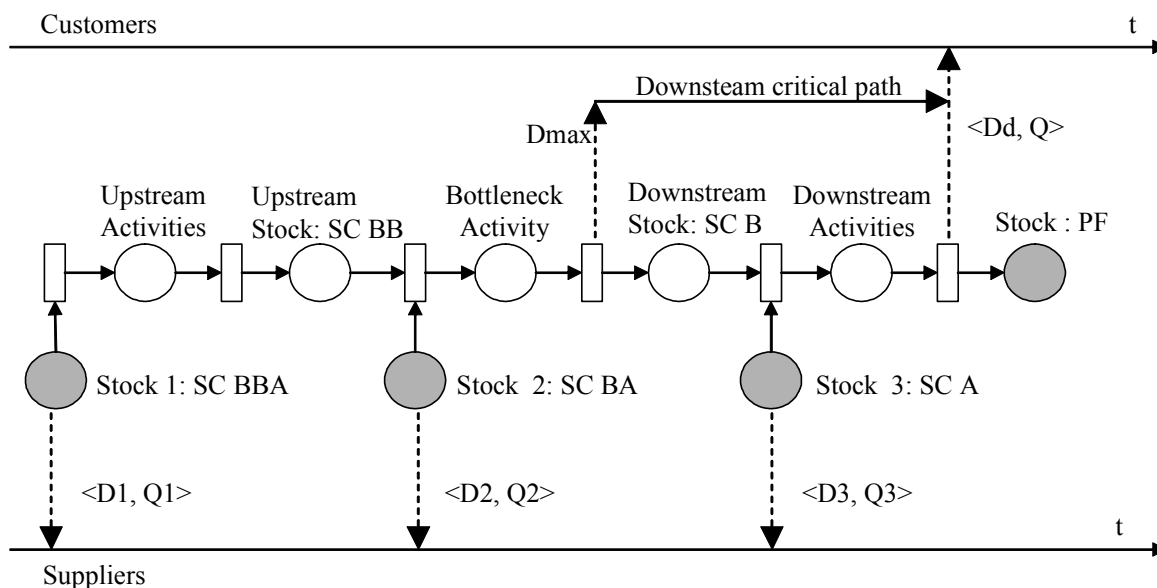 Customers
t
Downsteam critical path
Dmax
<Dd, Q>
Upstream
Activities
Upstream
Stock: SC BB
Bottleneck
Activity
Downstream
Stock: SC B
Downstream
Activities
Stock : PF
Stock 1: SC BBA
Stock 2: SC BA
Stock 3: SC A
<D1, Q1>
<D2, Q2>
<D3, Q3>
t
Suppliers